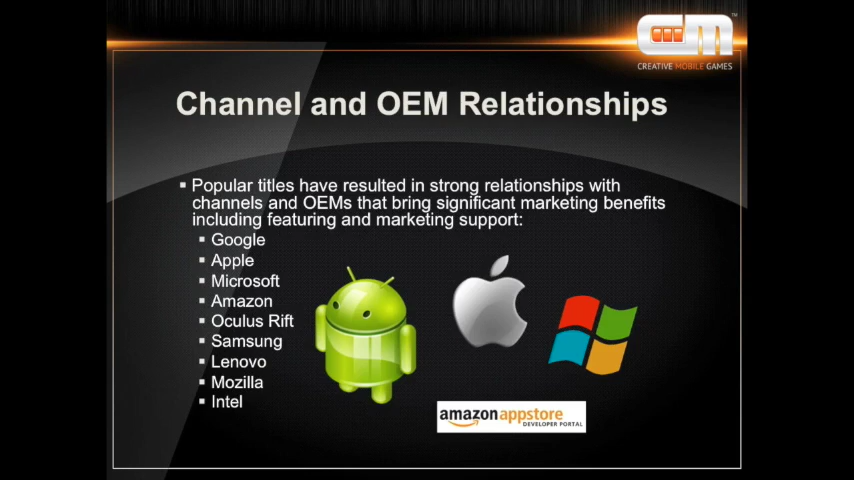 CM
™
CREATIVE MOBILE GAMES
Channel and OEM Relationships
▪ Popular titles have resulted in strong relationships with
channels and OEMs that bring significant marketing benefits
including featuring and marketing support:
▪ Google
▪ Apple
▪ Microsoft
▪ Amazon
▪ Oculus Rift
▪ Samsung
▪ Lenovo
▪ Mozilla
▪ Intel
amazon appstore
DEVELOPER PORTAL